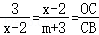 3/(x-2) = (x-2)/(m+3) = OC/CB